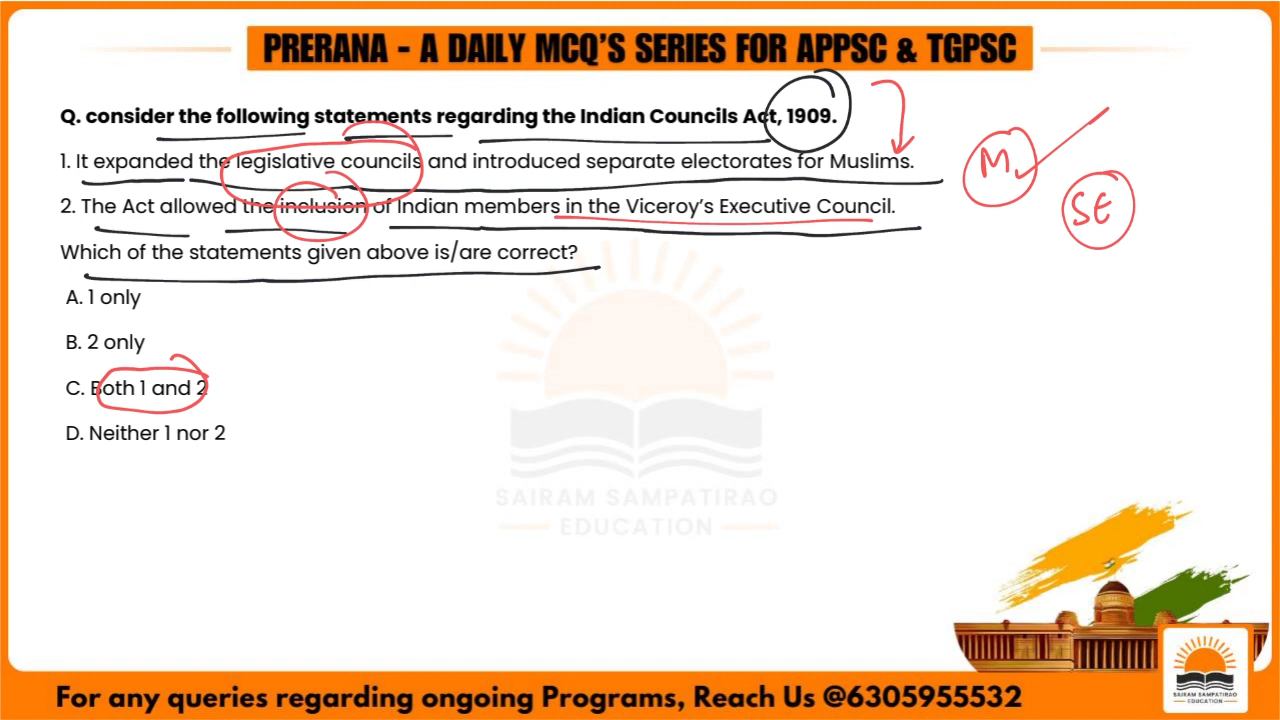 PRERANA - A DAILY MCQ'S SERIES FOR APPSC & TGPSC
Q. consider the following statements regarding the Indian Councils Act, 1909.
1. It expanded the legislative councils and introduced separate electorates for Muslims.
M
2. The Act allowed the inclusion of Indian members in the Viceroy's Executive Council.
SE
Which of the statements given above is/are correct?
A. 1 only
B. 2 only
C. Both 1 and 2
D. Neither 1 nor 2
SAIRAM SAMPATIRAO
EDUCATION
For any queries regarding ongoing Programs, Reach Us @6305955532
SAIRAM SAMPATIRAO
EDUCATION